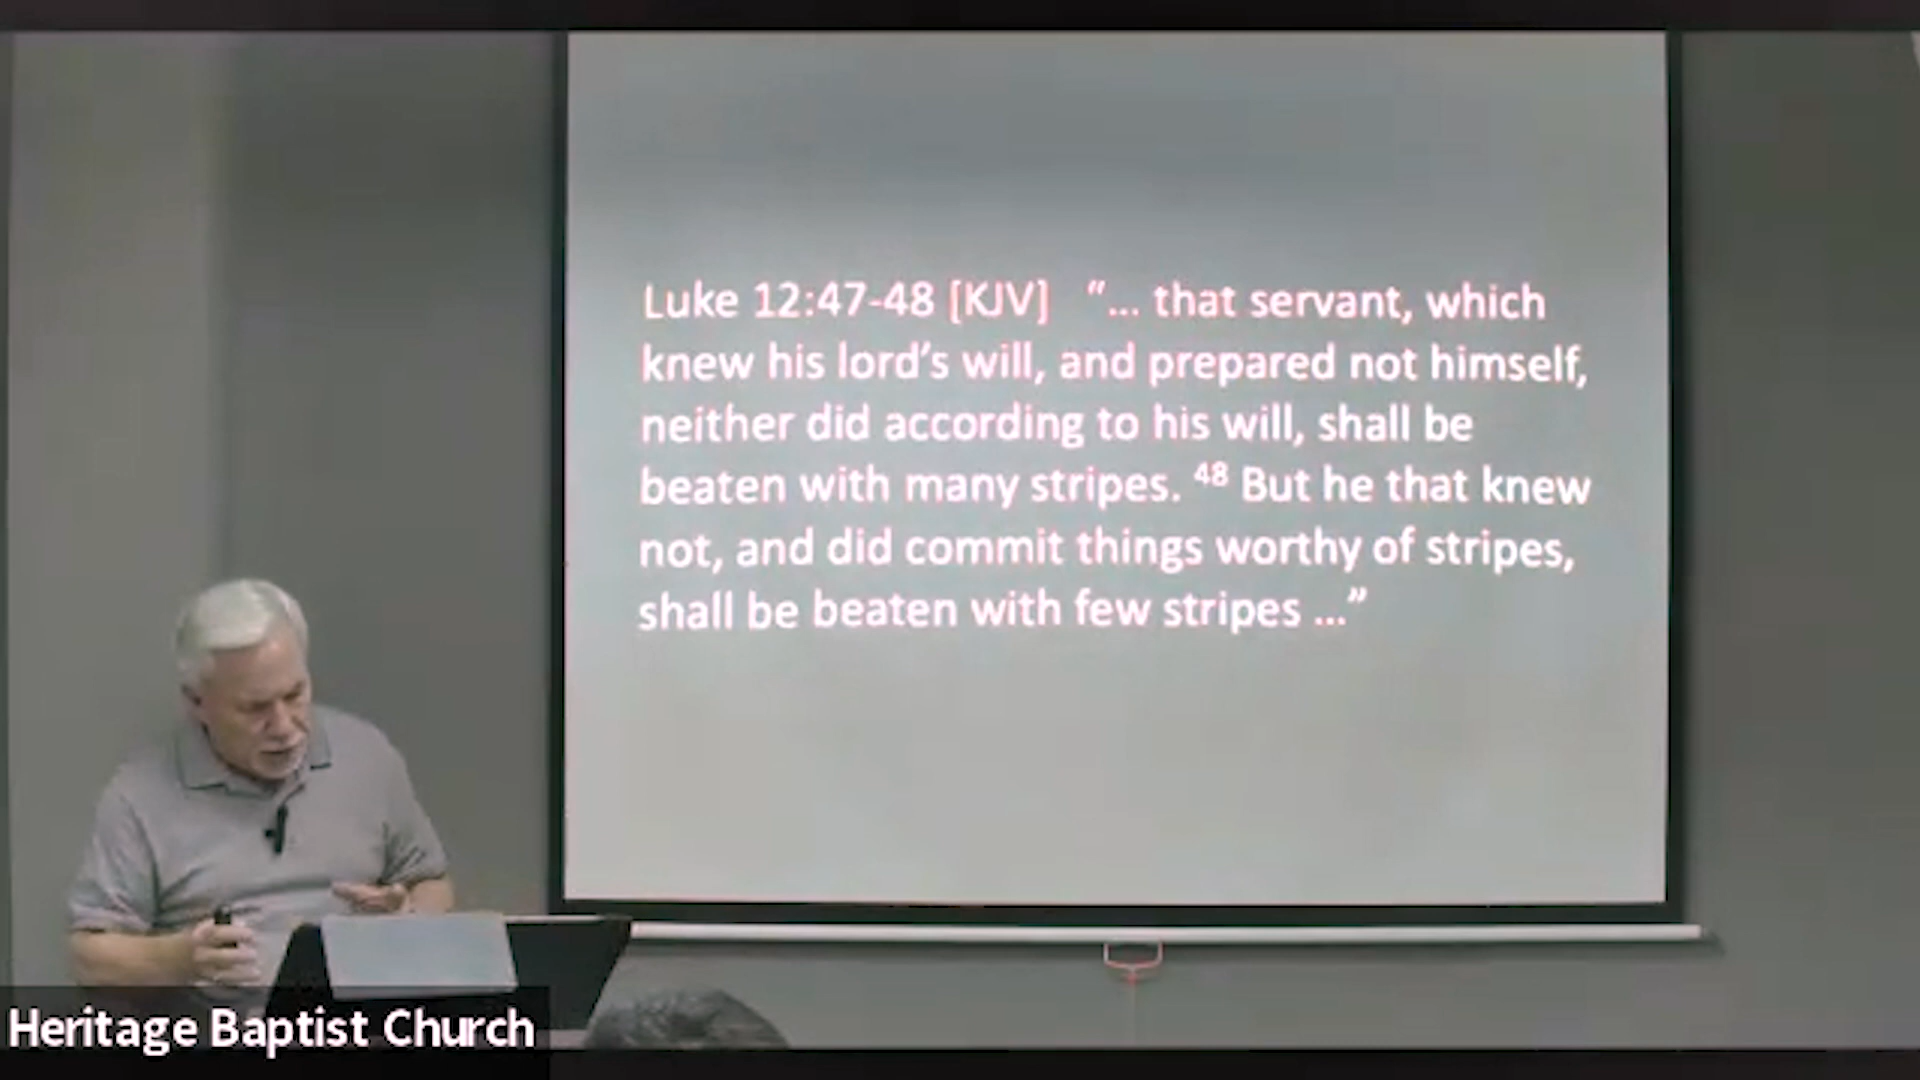 Luke 12:47-48 [KJV] "... that servant, which
knew his lord's will, and prepared not himself,
neither did according to his will, shall be
beaten with many stripes. 48 But he that knew
not, and did commit things worthy of stripes,
shall be beaten with few stripes ..."
Heritage Baptist Church